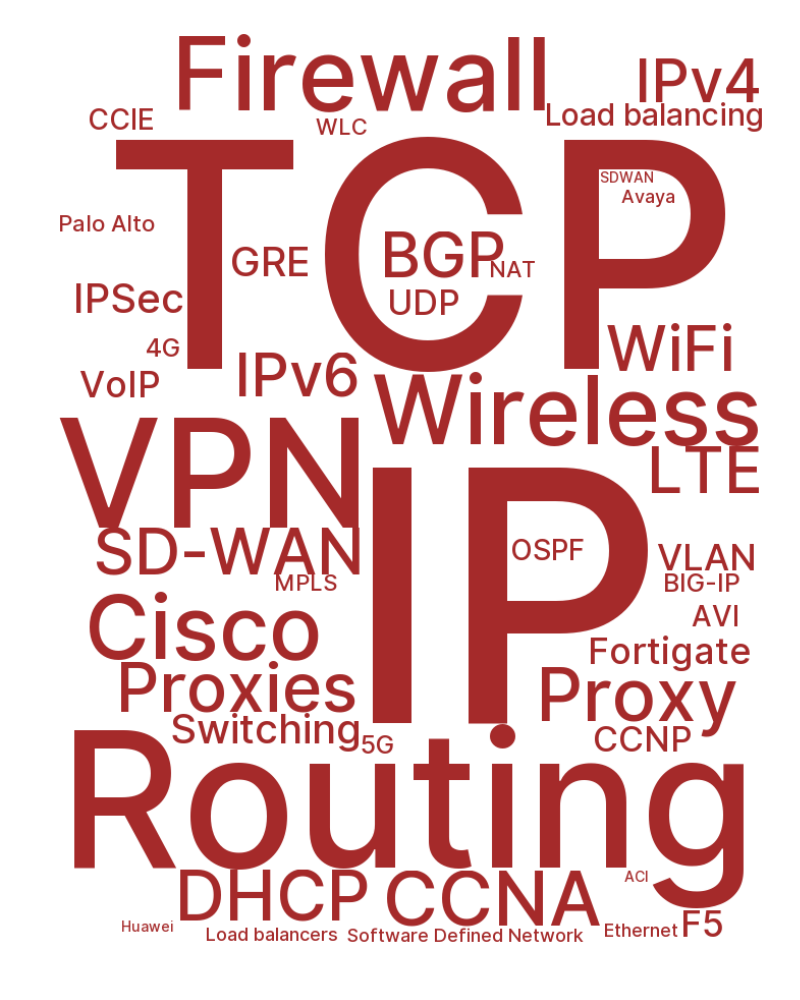 Firewall
IPv4
CCIE
WLC
Load balancing
TCP
SDWAN
Avaya
Palo Alto
GRE
BGP
NAT
IPSec
UDP
4G
WiFi
VoIP
IPv6
Wireless
VPN
LTE
IP
SD-WAN
OSPF
VLAN
MPLS
BIG-IP
Cisco
AVI
Fortigate
Proxies
Proxy
Switching
5G
CCNP
Routing
DHCP
CCNA
ACI
Huawei
Load balancers
Software Defined Network
Ethernet
F5